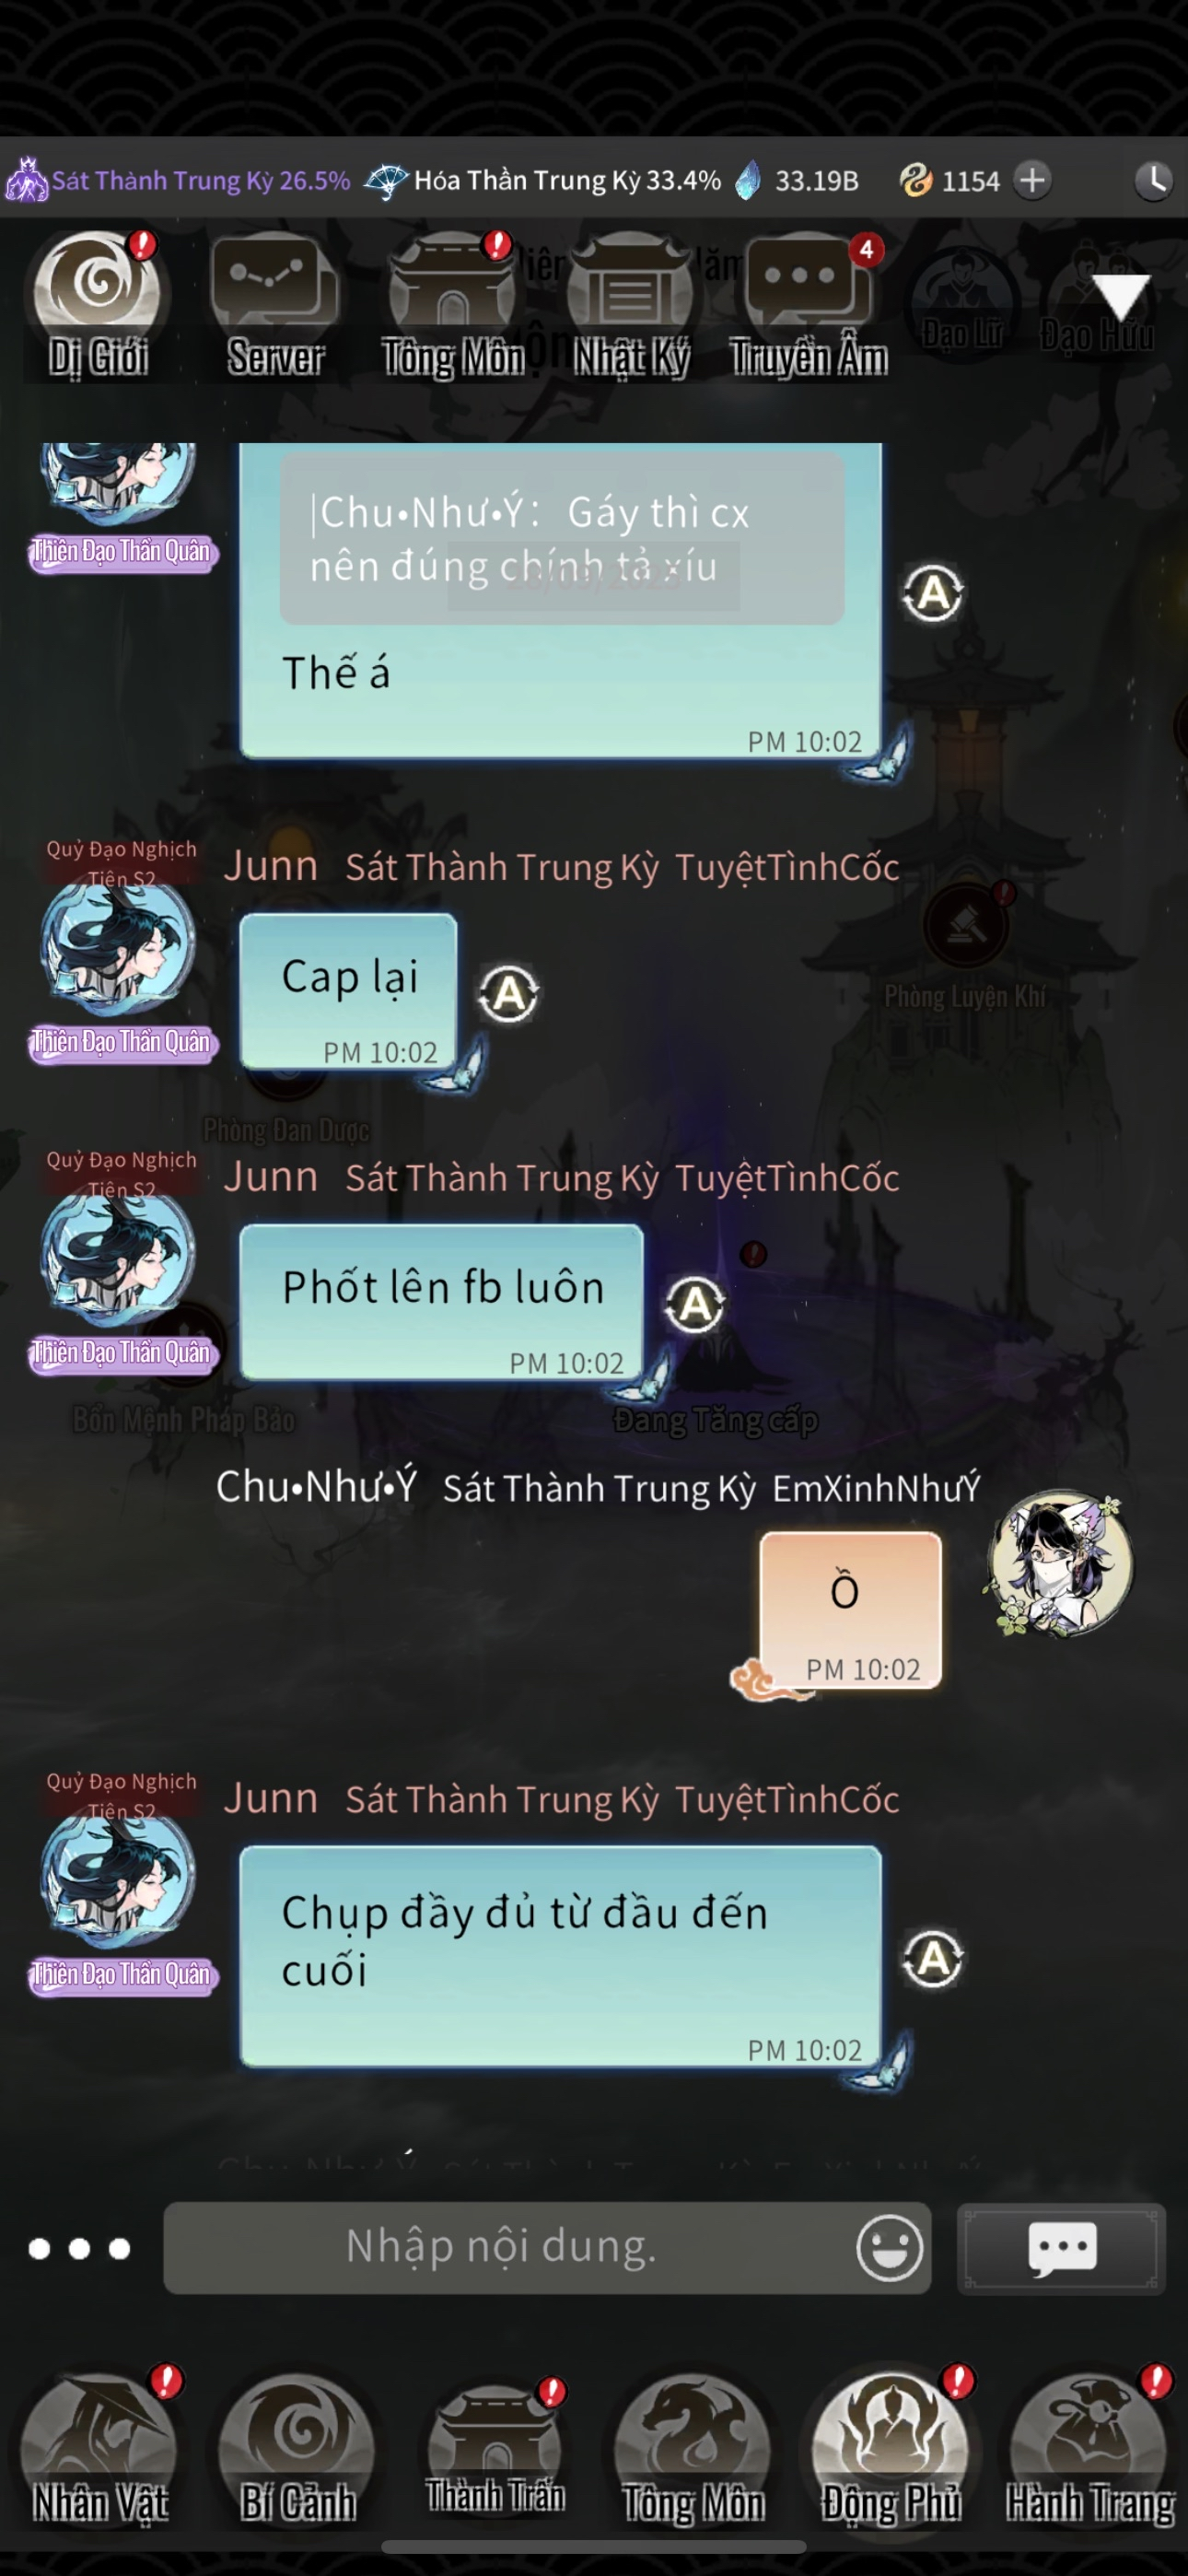 Sát Thành Trung Kỳ 26.5% Hóa Thần Trung Kỳ 33.4% 33.19B 1154
4
Dị Giới Server Tông Môn Nhật Ký Truyền Âm Đạo Lữ Đạo Hữu
|Chu•Như•Ý: Gáy thì cx
nên đúng chính tả xíu
Thiên Đạo Thần Quân
Thế á
PM 10:02
Quỷ Đạo Nghịch
Tiên S2
Junn Sát Thành Trung Kỳ TuyệtTìnhCốc
Cap lại
Phòng Luyện Khí
Thiên Đạo Thần Quân
PM 10:02
Phòng Đan Dược
Quỷ Đạo Nghịch
Tiên S2
Junn Sát Thành Trung Kỳ TuyệtTìnhCốc
Phốt lên fb luôn
Thiên Đạo Thần Quân
PM 10:02
Bổn Mệnh Pháp Bảo
Đang Tăng cấp
Chu•Như•Ý Sát Thành Trung Kỳ EmXinhNhưÝ
Ồ
PM 10:02
Quỷ Đạo Nghịch
Tiên S2
Junn Sát Thành Trung Kỳ TuyệtTìnhCốc
Chụp đầy đủ từ đầu đến
cuối
Thiên Đạo Thần Quân
PM 10:02
Nhập nội dung.
Nhân Vật Bí Cảnh Thành Trấn Tông Môn Động Phủ Hành Trang